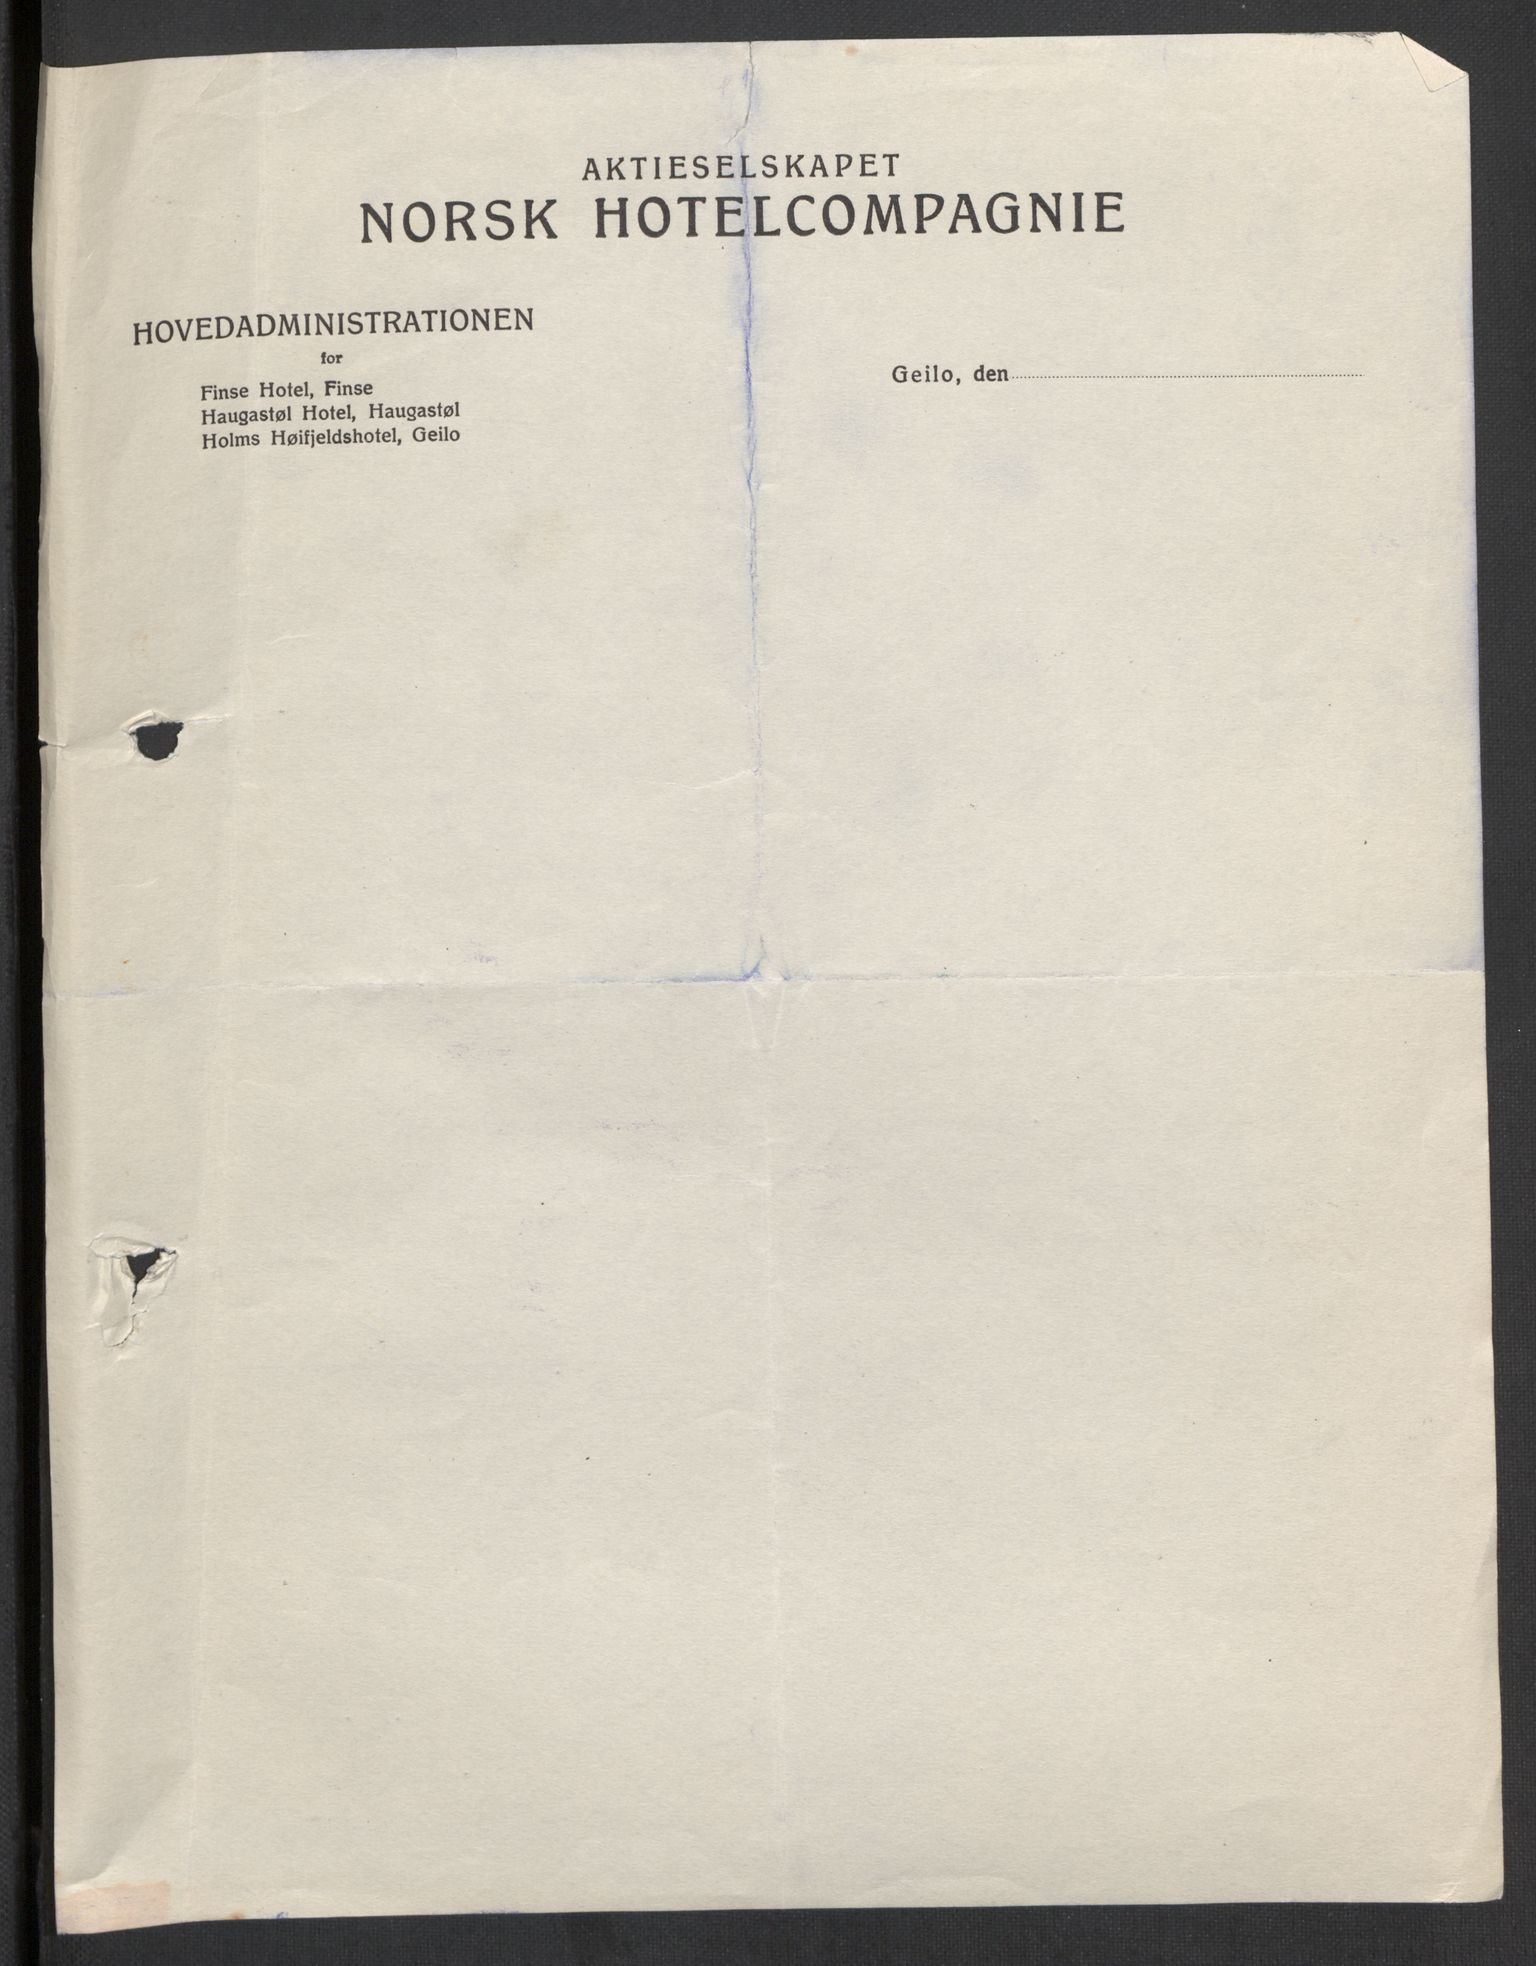 AKTIESELSKAPET
NORSK HOTELCOMPAGNIE
HOVEDADMINISTRATIONEN
for
Finse Hotel, Finse
Haugastøl Hotel, Haugastøl
Holms Høifjeldshotel, Geilo
Geilo, den